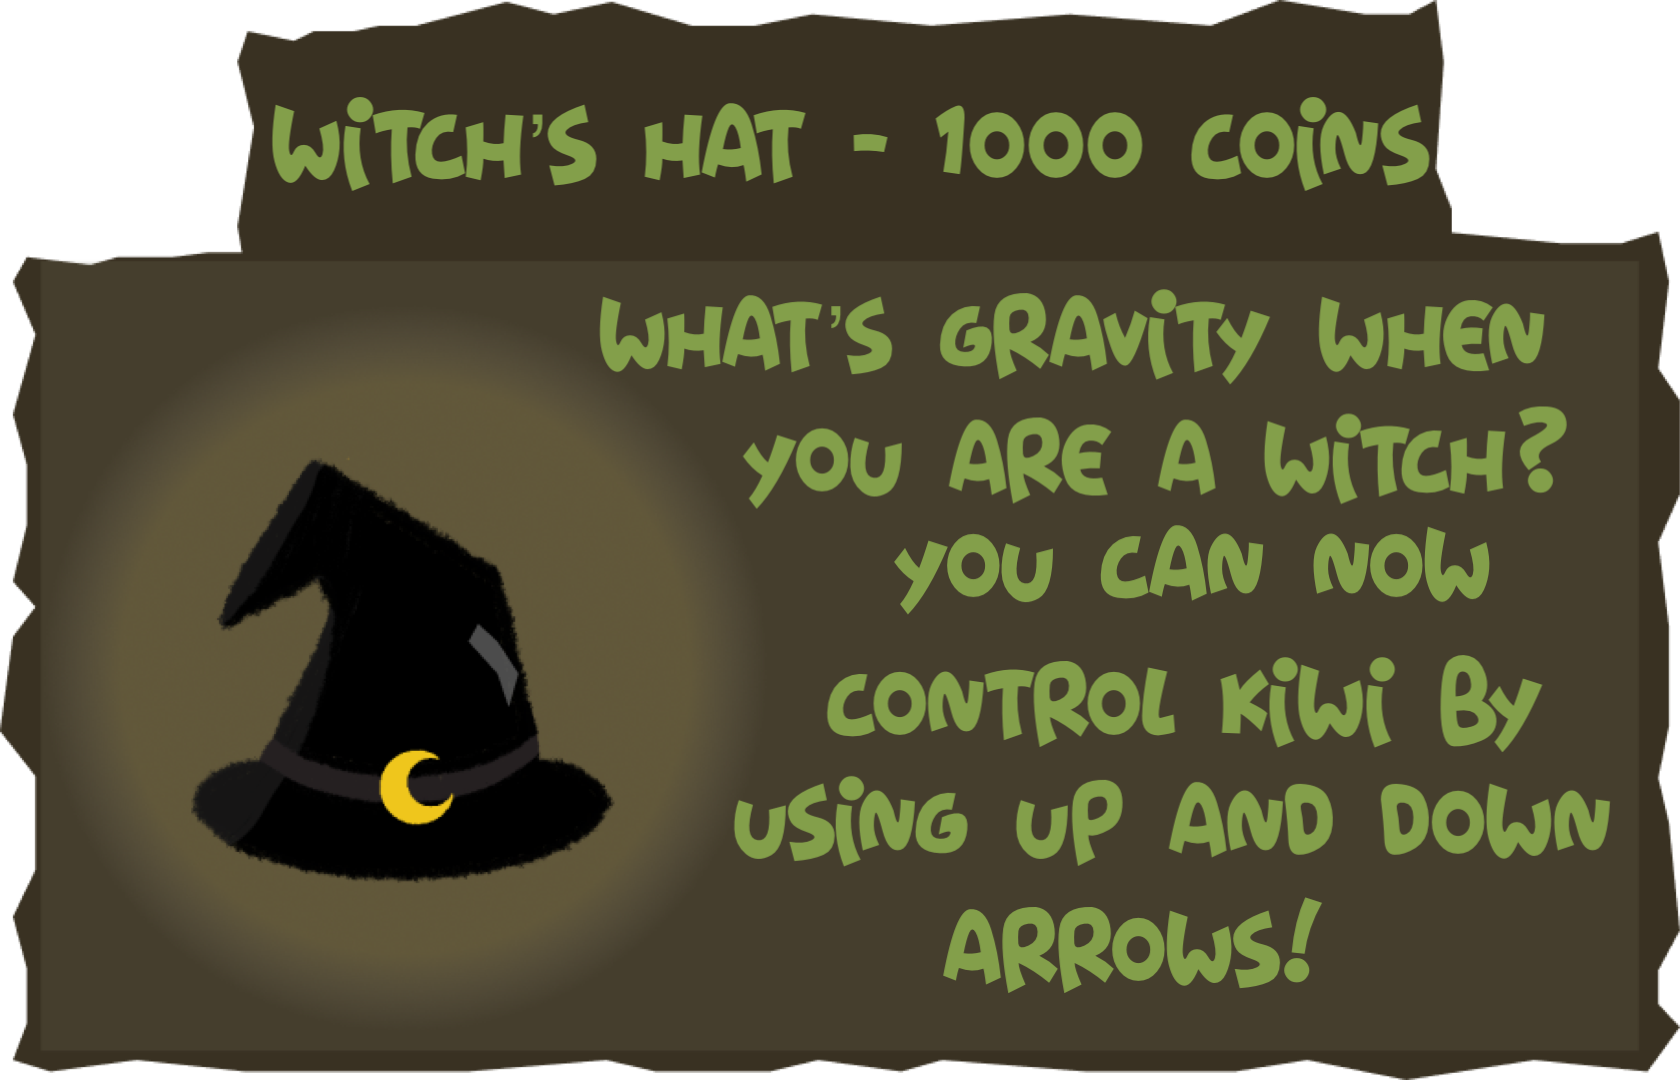 WITCH'S HAT - 1000 COINS
WHAT'S GRAVITY WHEN
YOU ARE A WITCH?
YOU CAN NOW
CONTROL KIWI BY
USING UP AND DOWN
ARROWS!